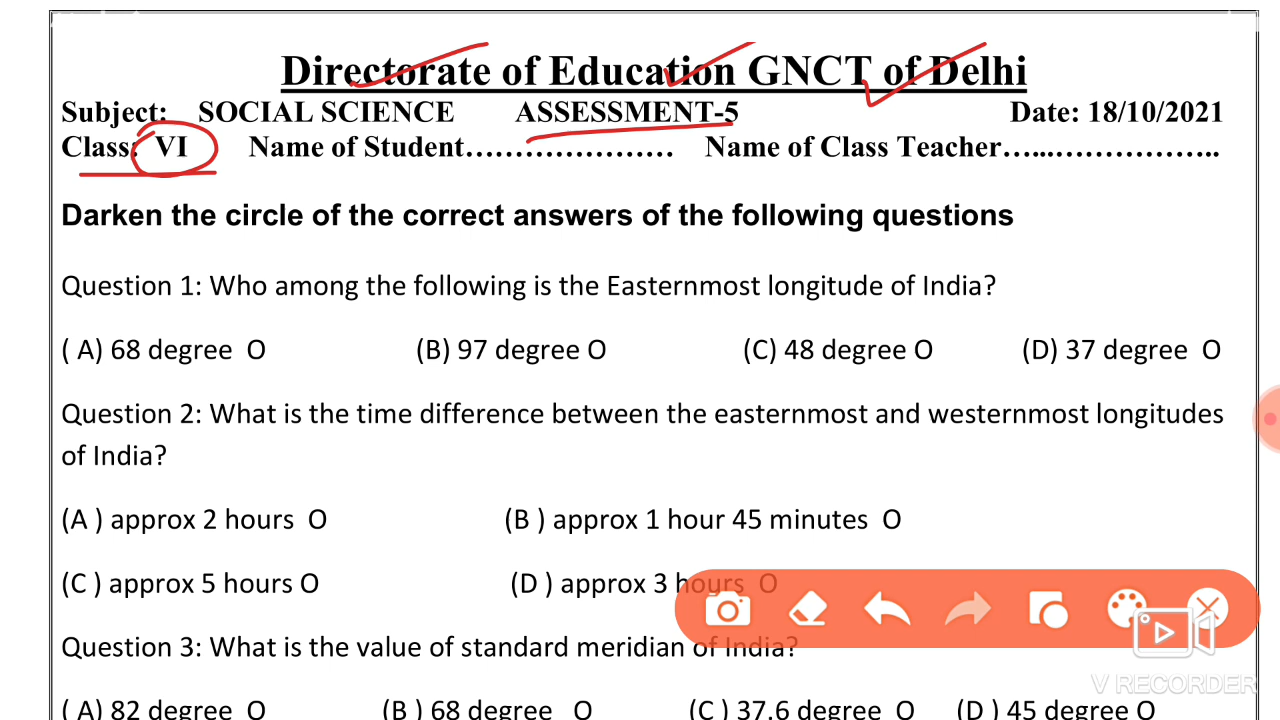 Directorate of Education GNCT of Delhi
Subject: SOCIAL SCIENCE ASSESSMENT-5 Date: 18/10/2021
Class: VI Name of Student..................... Name of Class Teacher.....................
Darken the circle of the correct answers of the following questions
Question 1: Who among the following is the Easternmost longitude of India?
( A) 68 degree O (B) 97 degree O (C) 48 degree O (D) 37 degree O
Question 2: What is the time difference between the easternmost and westernmost longitudes
of India?
(A ) approx 2 hours O (B ) approx 1 hour 45 minutes O
(C ) approx 5 hours O (D ) approx 3 hours O
Question 3: What is the value of standard meridian of India?
( A) 82 degree O (B ) 68 degree O (C ) 37.6 degree O (D ) 45 degree O
V RECORDER